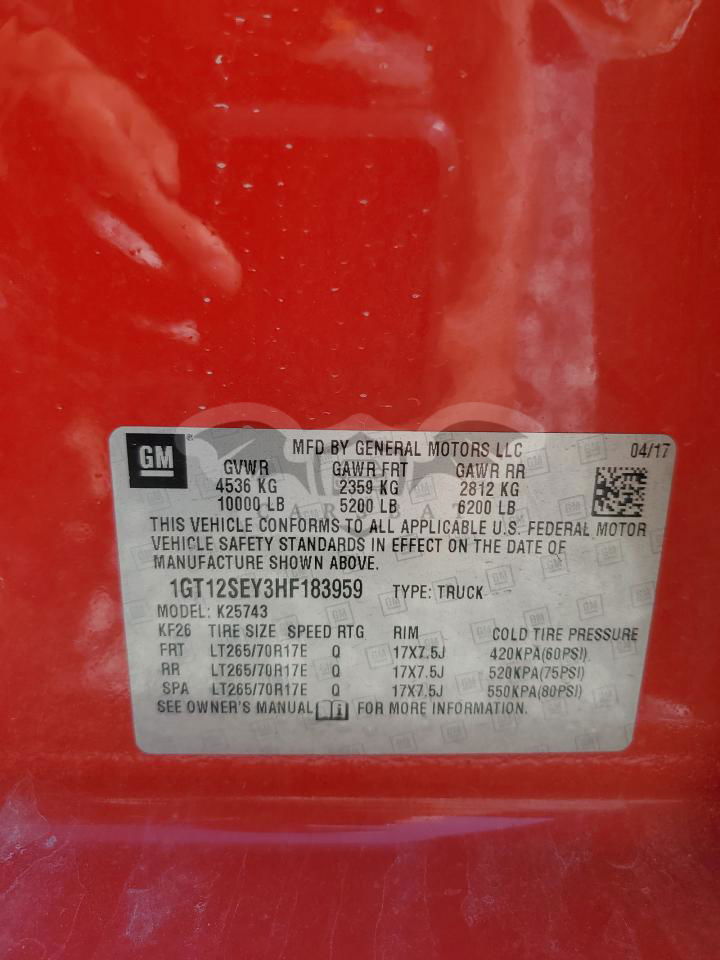 GM
MFD BY GENERAL MOTORS LLC 04/17
GVWR GAWR FRT GAWR RR
4536 KG 2359 KG 2812 KG
10000 LB 5200 LB 6200 LB
THIS VEHICLE CONFORMS TO ALL APPLICABLE U.S. FEDERAL MOTOR
VEHICLE SAFETY STANDARDS IN EFFECT ON THE DATE OF
MANUFACTURE SHOWN ABOVE.
1GT12SEY3HF183959 TYPE: TRUCK
MODEL: K25743
KF26 TIRE SIZE SPEED RTG RIM COLD TIRE PRESSURE
FRT LT265/70R17E Q 17X7.5J 420KPA(60PSI)
RR LT265/70R17E Q 17X7.5J 520KPA(75PSI)
SPA LT265/70R17E Q 17X7.5J 550KPA(80PSI)
SEE OWNER'S MANUAL FOR MORE INFORMATION.